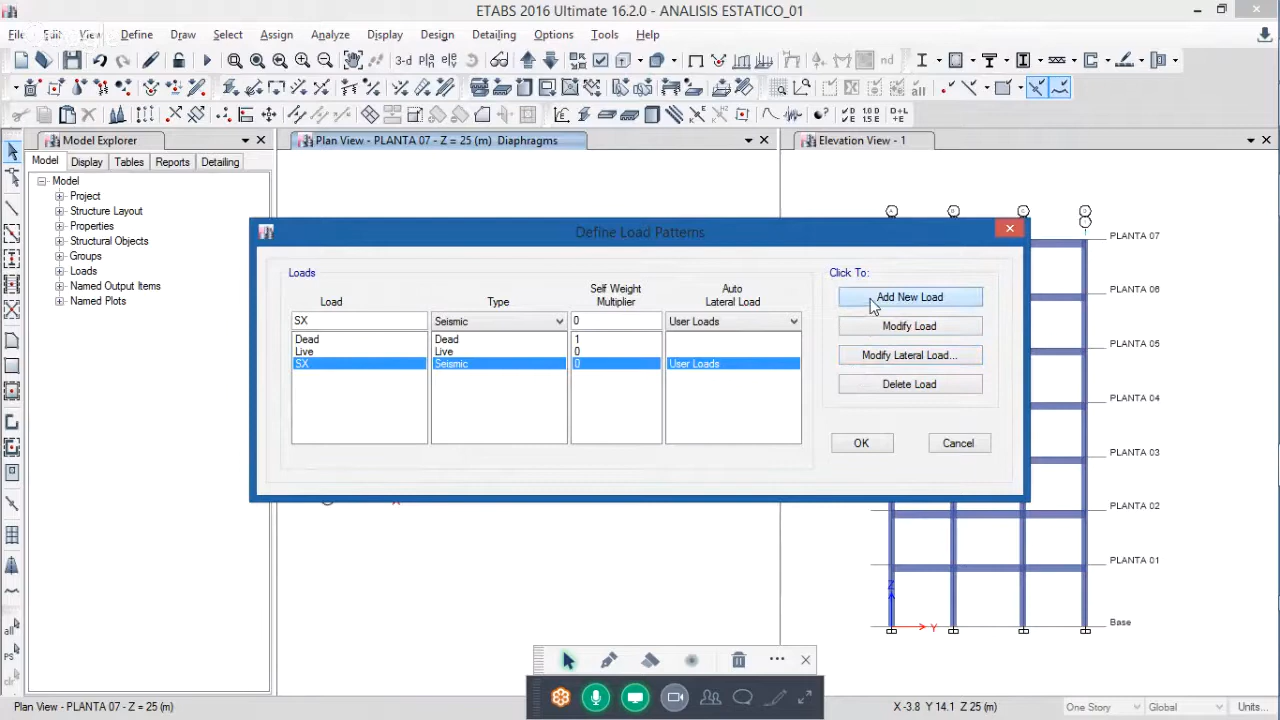 ETABS 2016 Ultimate 16.2.0 - ANALISIS ESTATICO_01
File Edit View Define Draw Select Assign Analyze Display Design Detailing Options Tools Help
3-d nd
all
Model Explorer
Plan View - PLANTA 07 - Z = 25 (m) Diaphragms
Elevation View - 1
Model Display Tables Reports Detailing
Model
Project
Structure Layout
Properties
Structural Objects
Groups
Loads
Named Output Items
Named Plots
Define Load Patterns
Loads
Click To:
Load Type Self Weight Multiplier Auto Lateral Load
SX Seismic 0 User Loads
Dead Dead 1
Live Live 0
SX Seismic 0 User Loads
Add New Load
Modify Load
Modify Lateral Load...
Delete Load
OK Cancel
PLANTA 07
PLANTA 06
PLANTA 05
PLANTA 04
PLANTA 03
PLANTA 02
PLANTA 01
Base
Z
Y
X
all
PS
clr
Plan View - PLANTA 07 - Z = 25 (m)
X -3.8 Y 14.1 Z 25 (m) One Story Global Units...